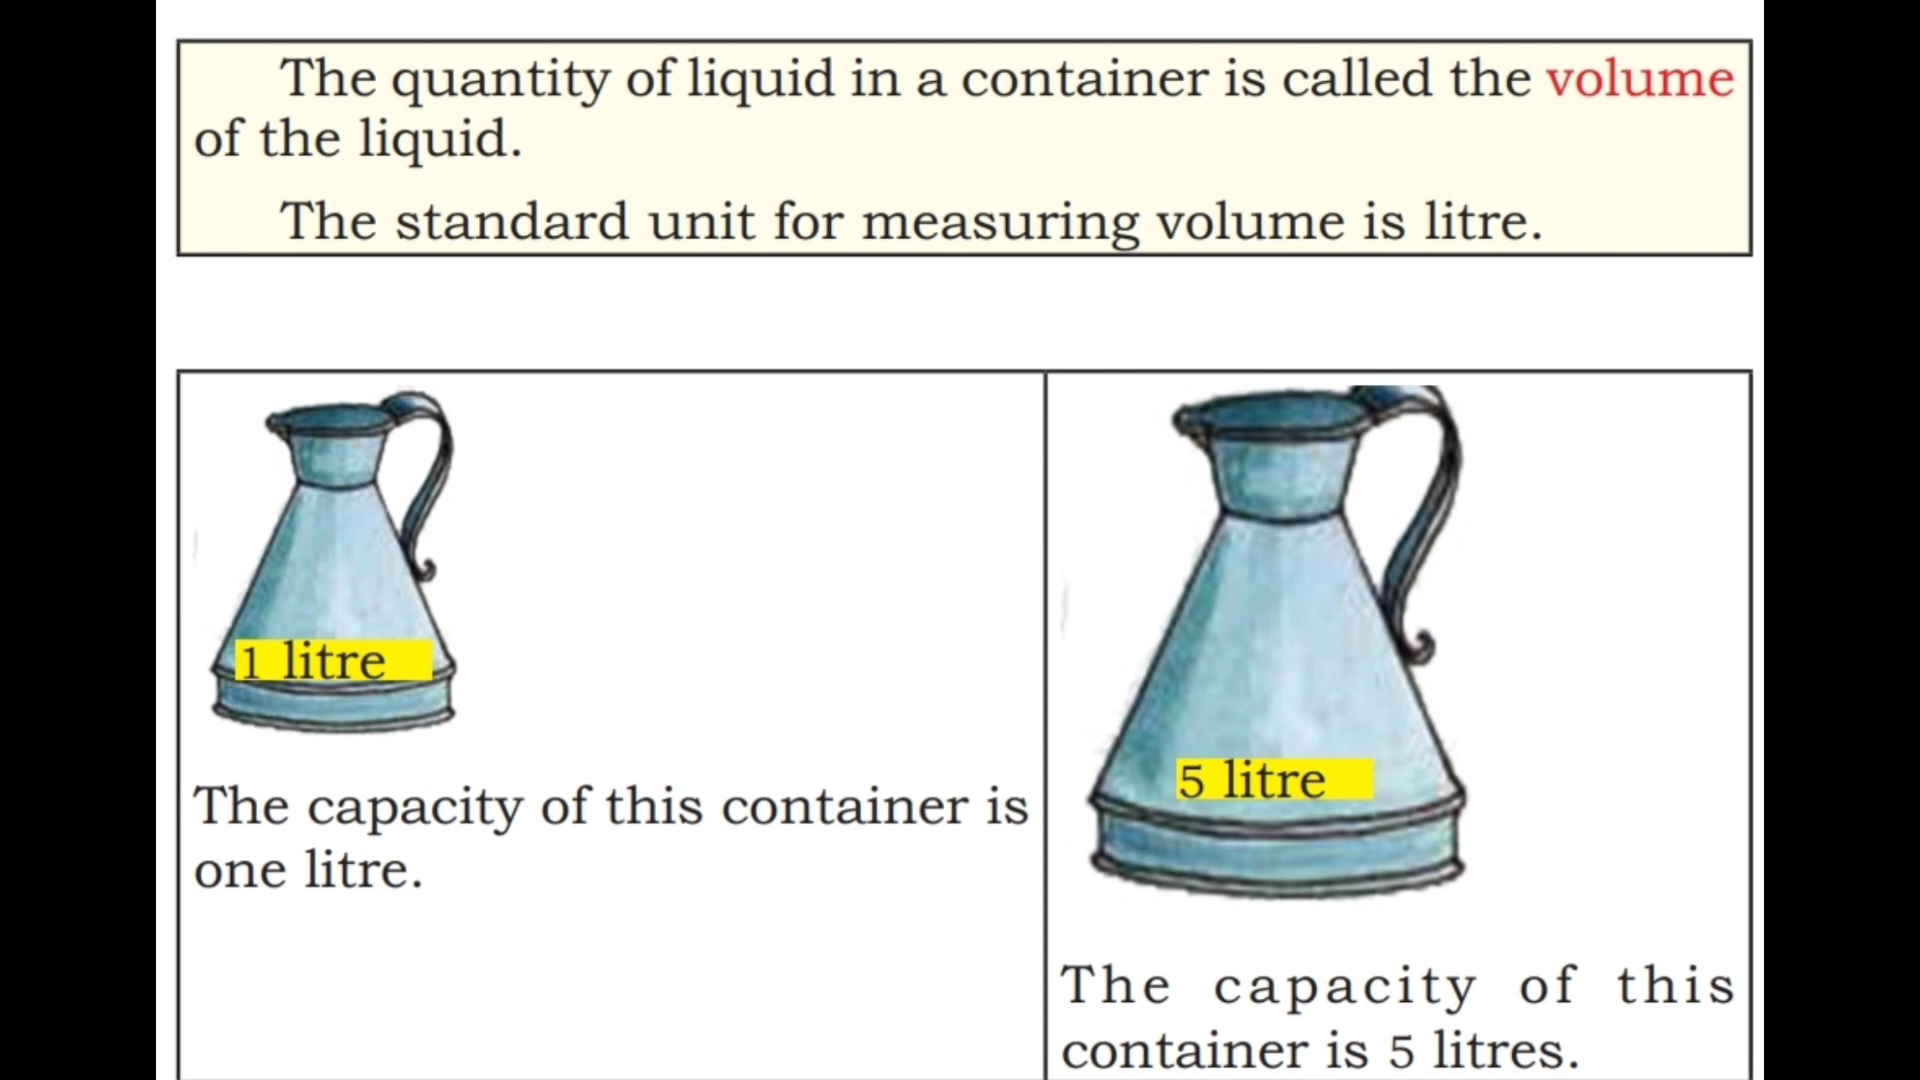 The quantity of liquid in a container is called the volume
of the liquid.
The standard unit for measuring volume is litre.
1 litre
The capacity of this container is
one litre.
5 litre
The capacity of this
container is 5 litres.